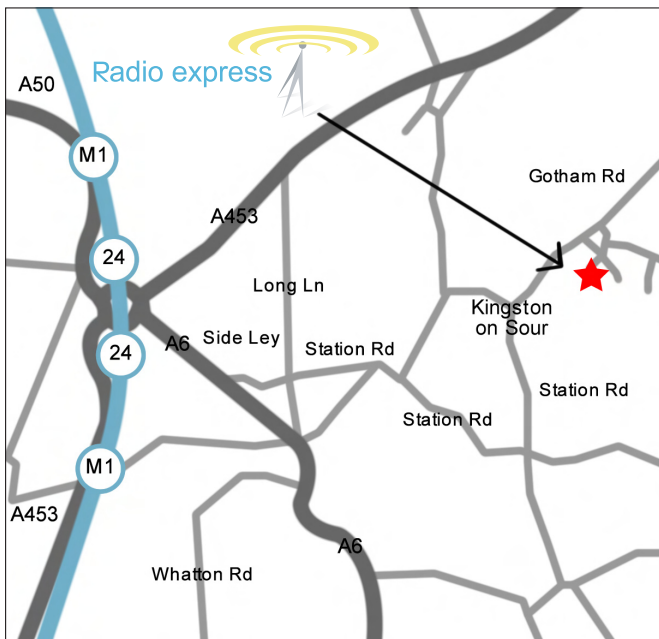 Radio express
A50
M1
Gotham Rd
A453
24
Long Ln
Kingston
on Sour
Side Ley
A6
Station Rd
24
Station Rd
Station Rd
M1
A453
A6
Whatton Rd